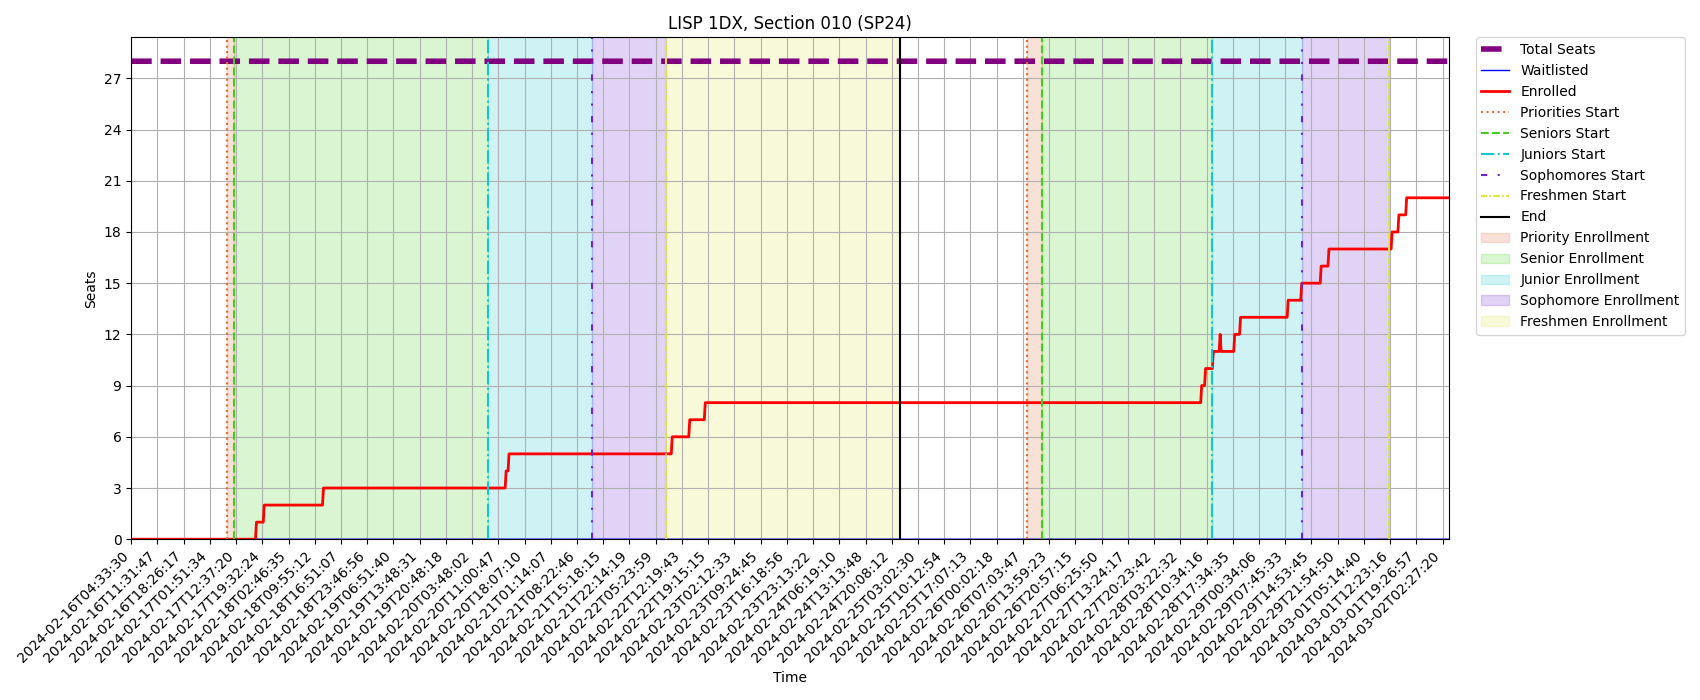 LISP 1DX, Section 010 (SP24)
Seats
27
24
21
18
15
12
9
6
3
0
2024-02-16T04:33:30
2024-02-16T11:31:47
2024-02-16T18:26:17
2024-02-17T01:51:34
2024-02-17T12:37:20
2024-02-17T19:32:24
2024-02-18T02:46:35
2024-02-18T09:55:12
2024-02-18T16:51:07
2024-02-18T23:46:56
2024-02-19T06:51:40
2024-02-19T13:48:31
2024-02-19T20:48:18
2024-02-20T03:48:02
2024-02-20T11:00:47
2024-02-20T18:07:10
2024-02-21T01:14:07
2024-02-21T08:22:46
2024-02-21T15:18:15
2024-02-21T22:14:19
2024-02-22T05:23:59
2024-02-22T12:19:43
2024-02-22T19:15:15
2024-02-23T02:12:33
2024-02-23T09:24:45
2024-02-23T16:18:56
2024-02-23T23:13:22
2024-02-24T06:19:10
2024-02-24T13:13:48
2024-02-24T20:08:12
2024-02-25T03:02:30
2024-02-25T10:12:54
2024-02-25T17:07:13
2024-02-26T00:02:18
2024-02-26T07:03:47
2024-02-26T13:59:23
2024-02-26T20:57:15
2024-02-27T06:25:50
2024-02-27T13:24:17
2024-02-27T20:23:42
2024-02-28T03:22:32
2024-02-28T10:34:16
2024-02-28T17:34:35
2024-02-29T00:34:06
2024-02-29T07:45:33
2024-02-29T14:53:45
2024-02-29T21:54:50
2024-03-01T05:14:40
2024-03-01T12:23:16
2024-03-01T19:26:57
2024-03-02T02:27:20
Time
Total Seats
Waitlisted
Enrolled
Priorities Start
Seniors Start
Juniors Start
Sophomores Start
Freshmen Start
End
Priority Enrollment
Senior Enrollment
Junior Enrollment
Sophomore Enrollment
Freshmen Enrollment